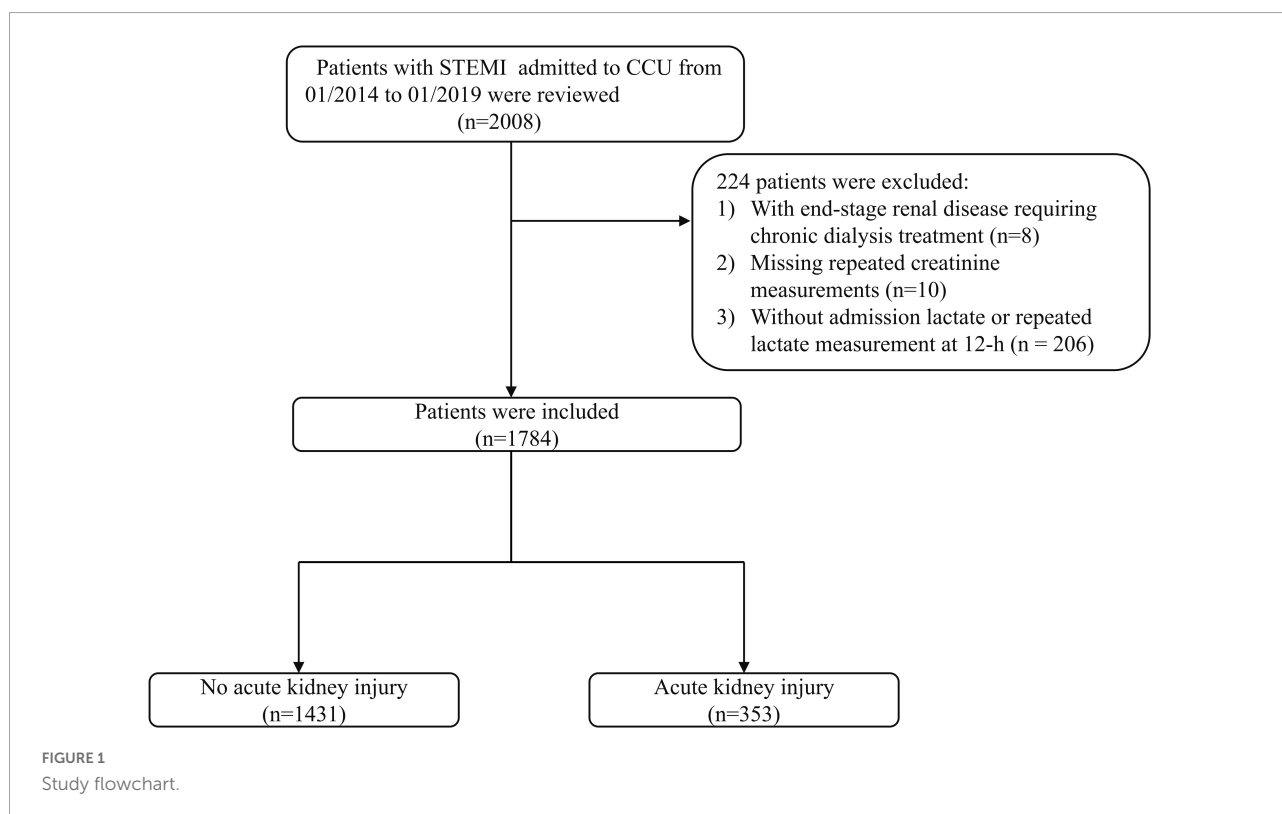 Patients with STEMI admitted to CCU from
01/2014 to 01/2019 were reviewed
(n=2008)
224 patients were excluded:
1) With end-stage renal disease requiring
chronic dialysis treatment (n=8)
2) Missing repeated creatinine
measurements (n=10)
3) Without admission lactate or repeated
lactate measurement at 12-h (n = 206)
Patients were included
(n=1784)
No acute kidney injury
(n=1431)
Acute kidney injury
(n=353)
FIGURE 1
Study flowchart.